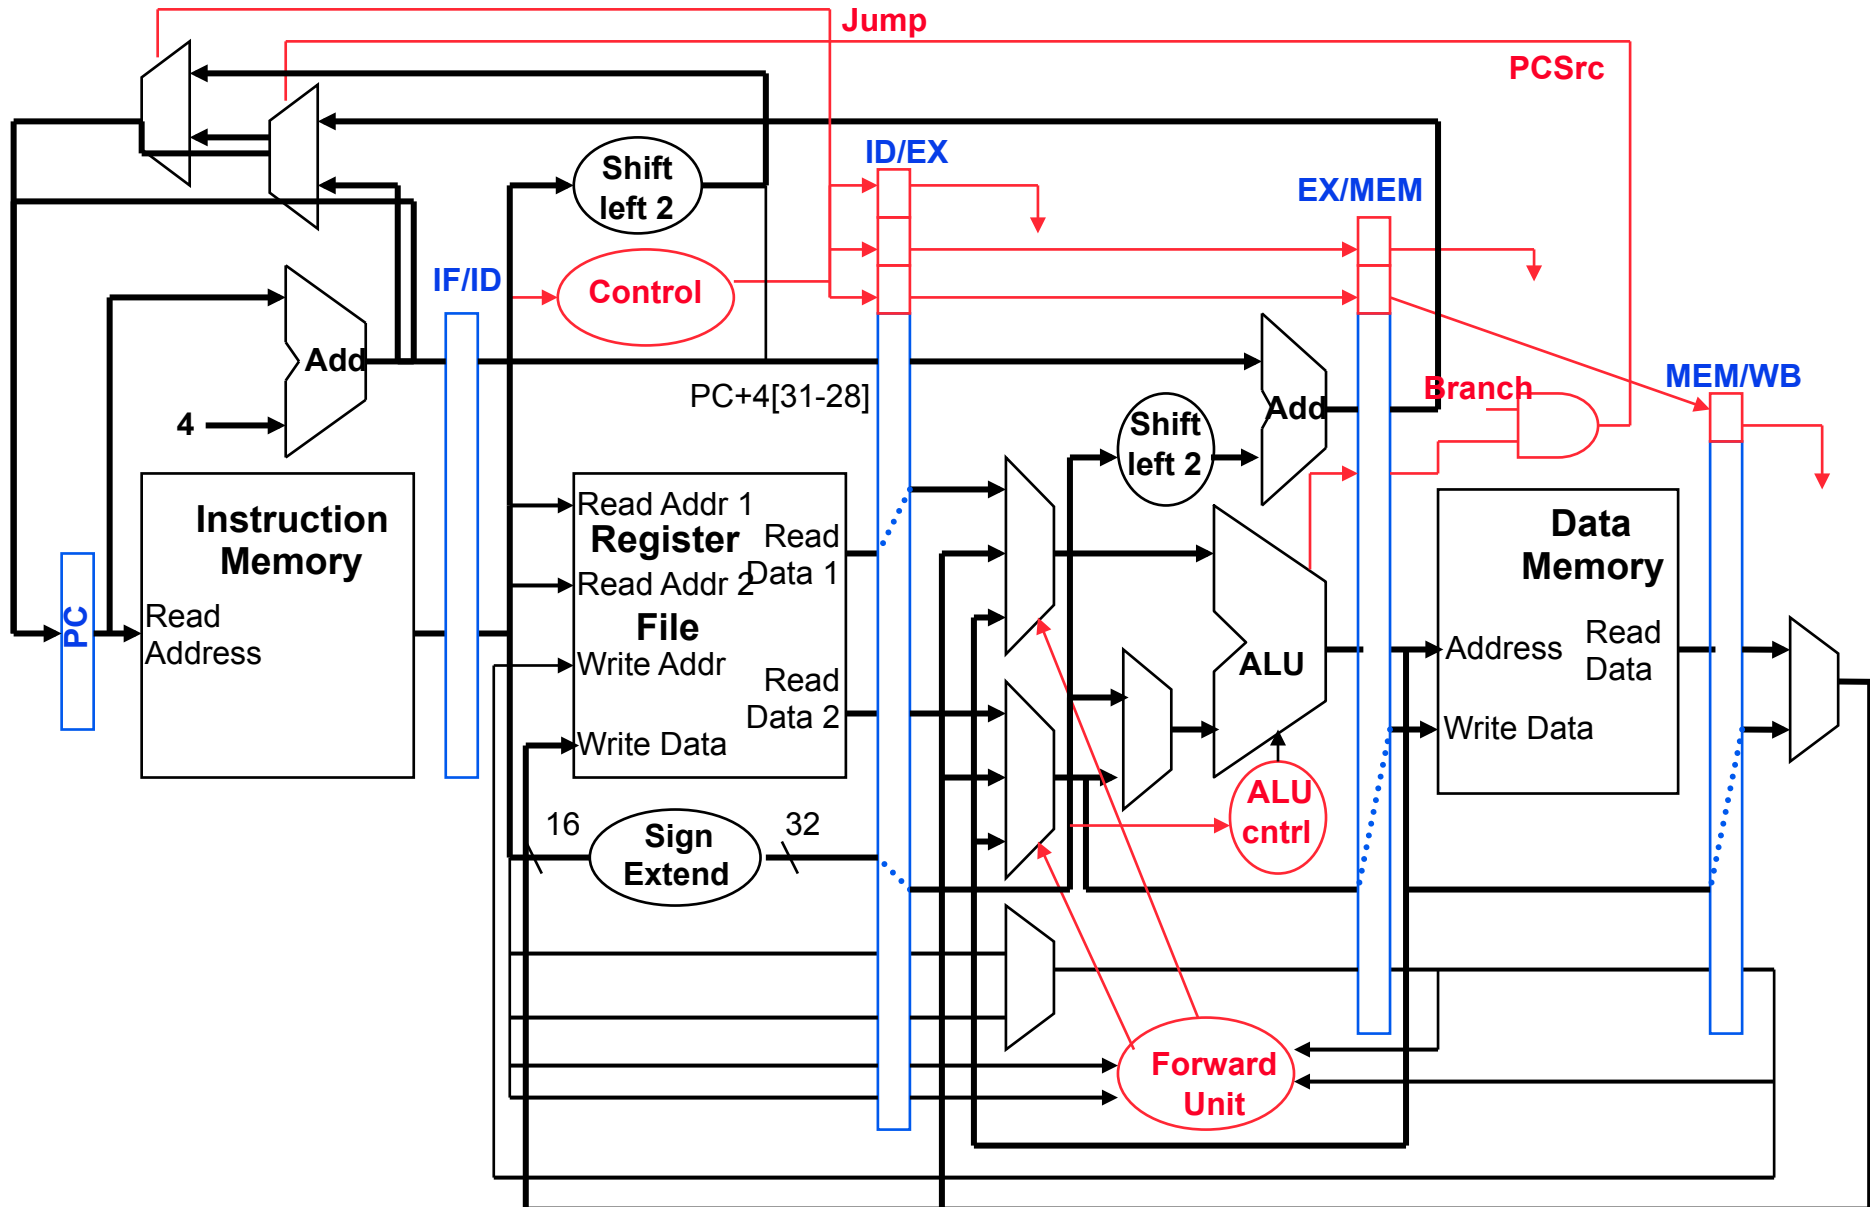 Jump
PCSrc
ID/EX
Shift
left 2
EX/MEM
IF/ID
Control
Add
MEM/WB
PC+4[31-28]
Branch
Add
4
Shift
left 2
Instruction
Memory
Read Addr 1
Register
Read
Data 1
Data
Memory
Read Addr 2
PC
Read
Address
File
Write Addr
Read
Data 2
ALU
Address
Read
Data
Write Data
Write Data
ALU
cntrl
16
Sign
Extend
32
Forward
Unit